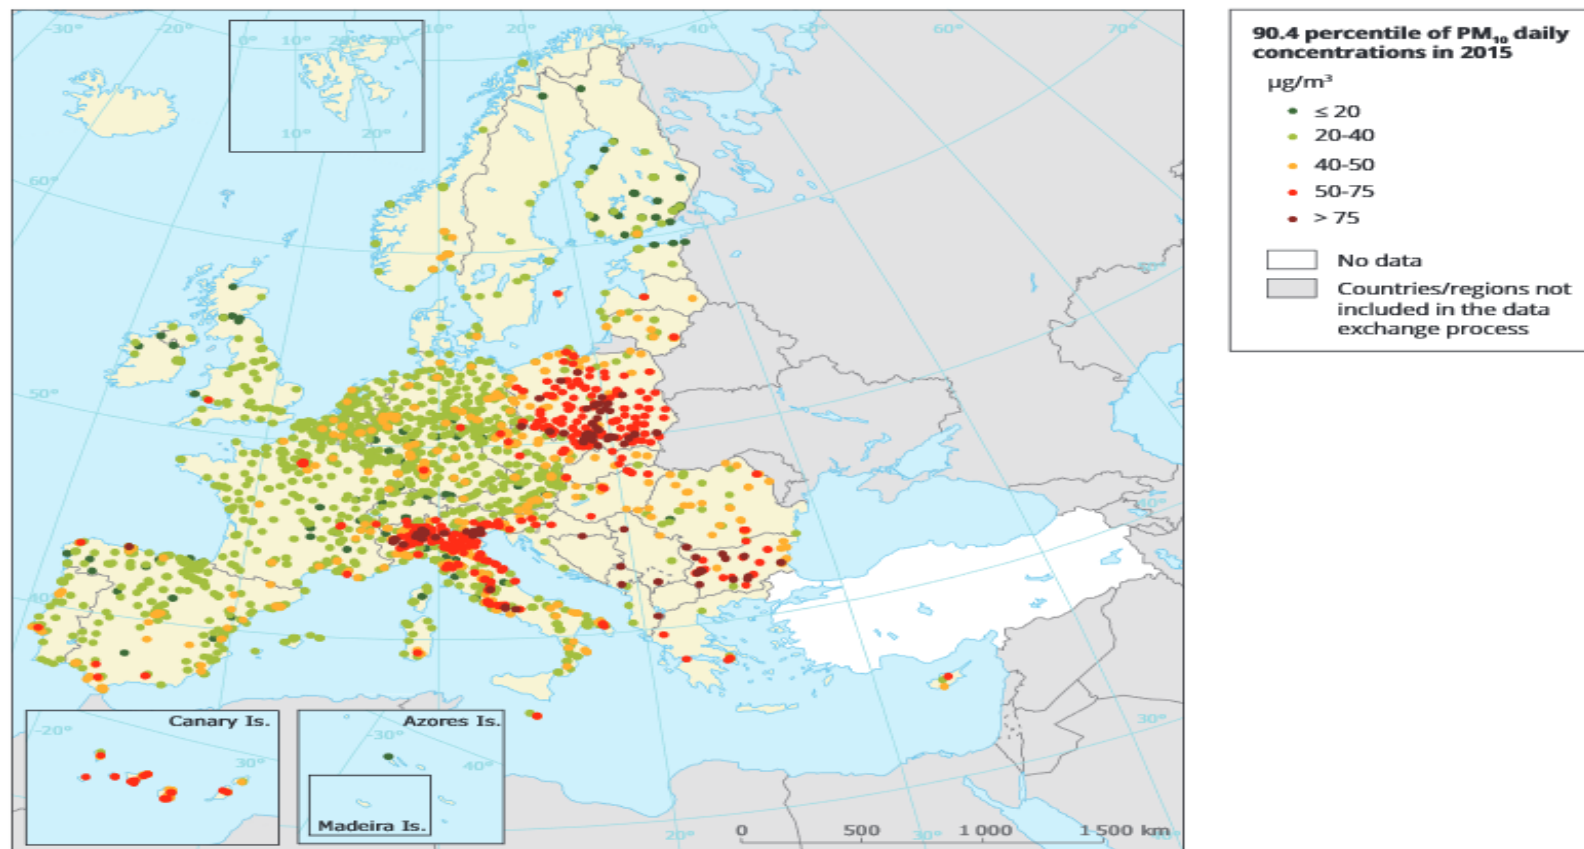 -30°
-20°
0°
10°
20°
30°
60°
70°
10°
20°
60°
50°
50°
40°
40°
90.4 percentile of PM₁₀ daily
concentrations in 2015
µg/m³
≤ 20
20-40
40-50
50-75
> 75
No data
Countries/regions not
included in the data
exchange process
Canary Is.
-20°
30°
Azores Is.
-30°
40°
Madeira Is.
0°
10°
20°
30°
30°
0
500
1 000
1 500 km